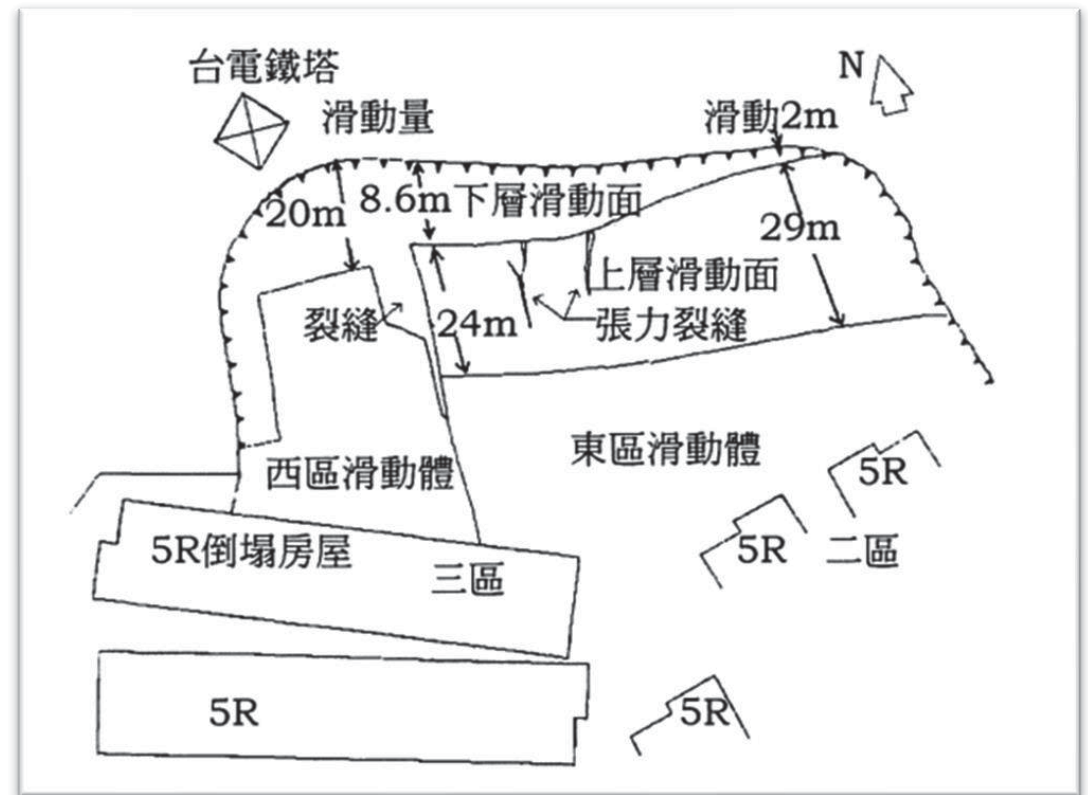 台電鐵塔
N
滑動量
滑動2m
20m
8.6m下層滑動面
29m
上層滑動面
裂縫
24m
張力裂縫
東區滑動體
西區滑動體
5R
5R倒塌房屋
5R
二區
三區
5R
5R